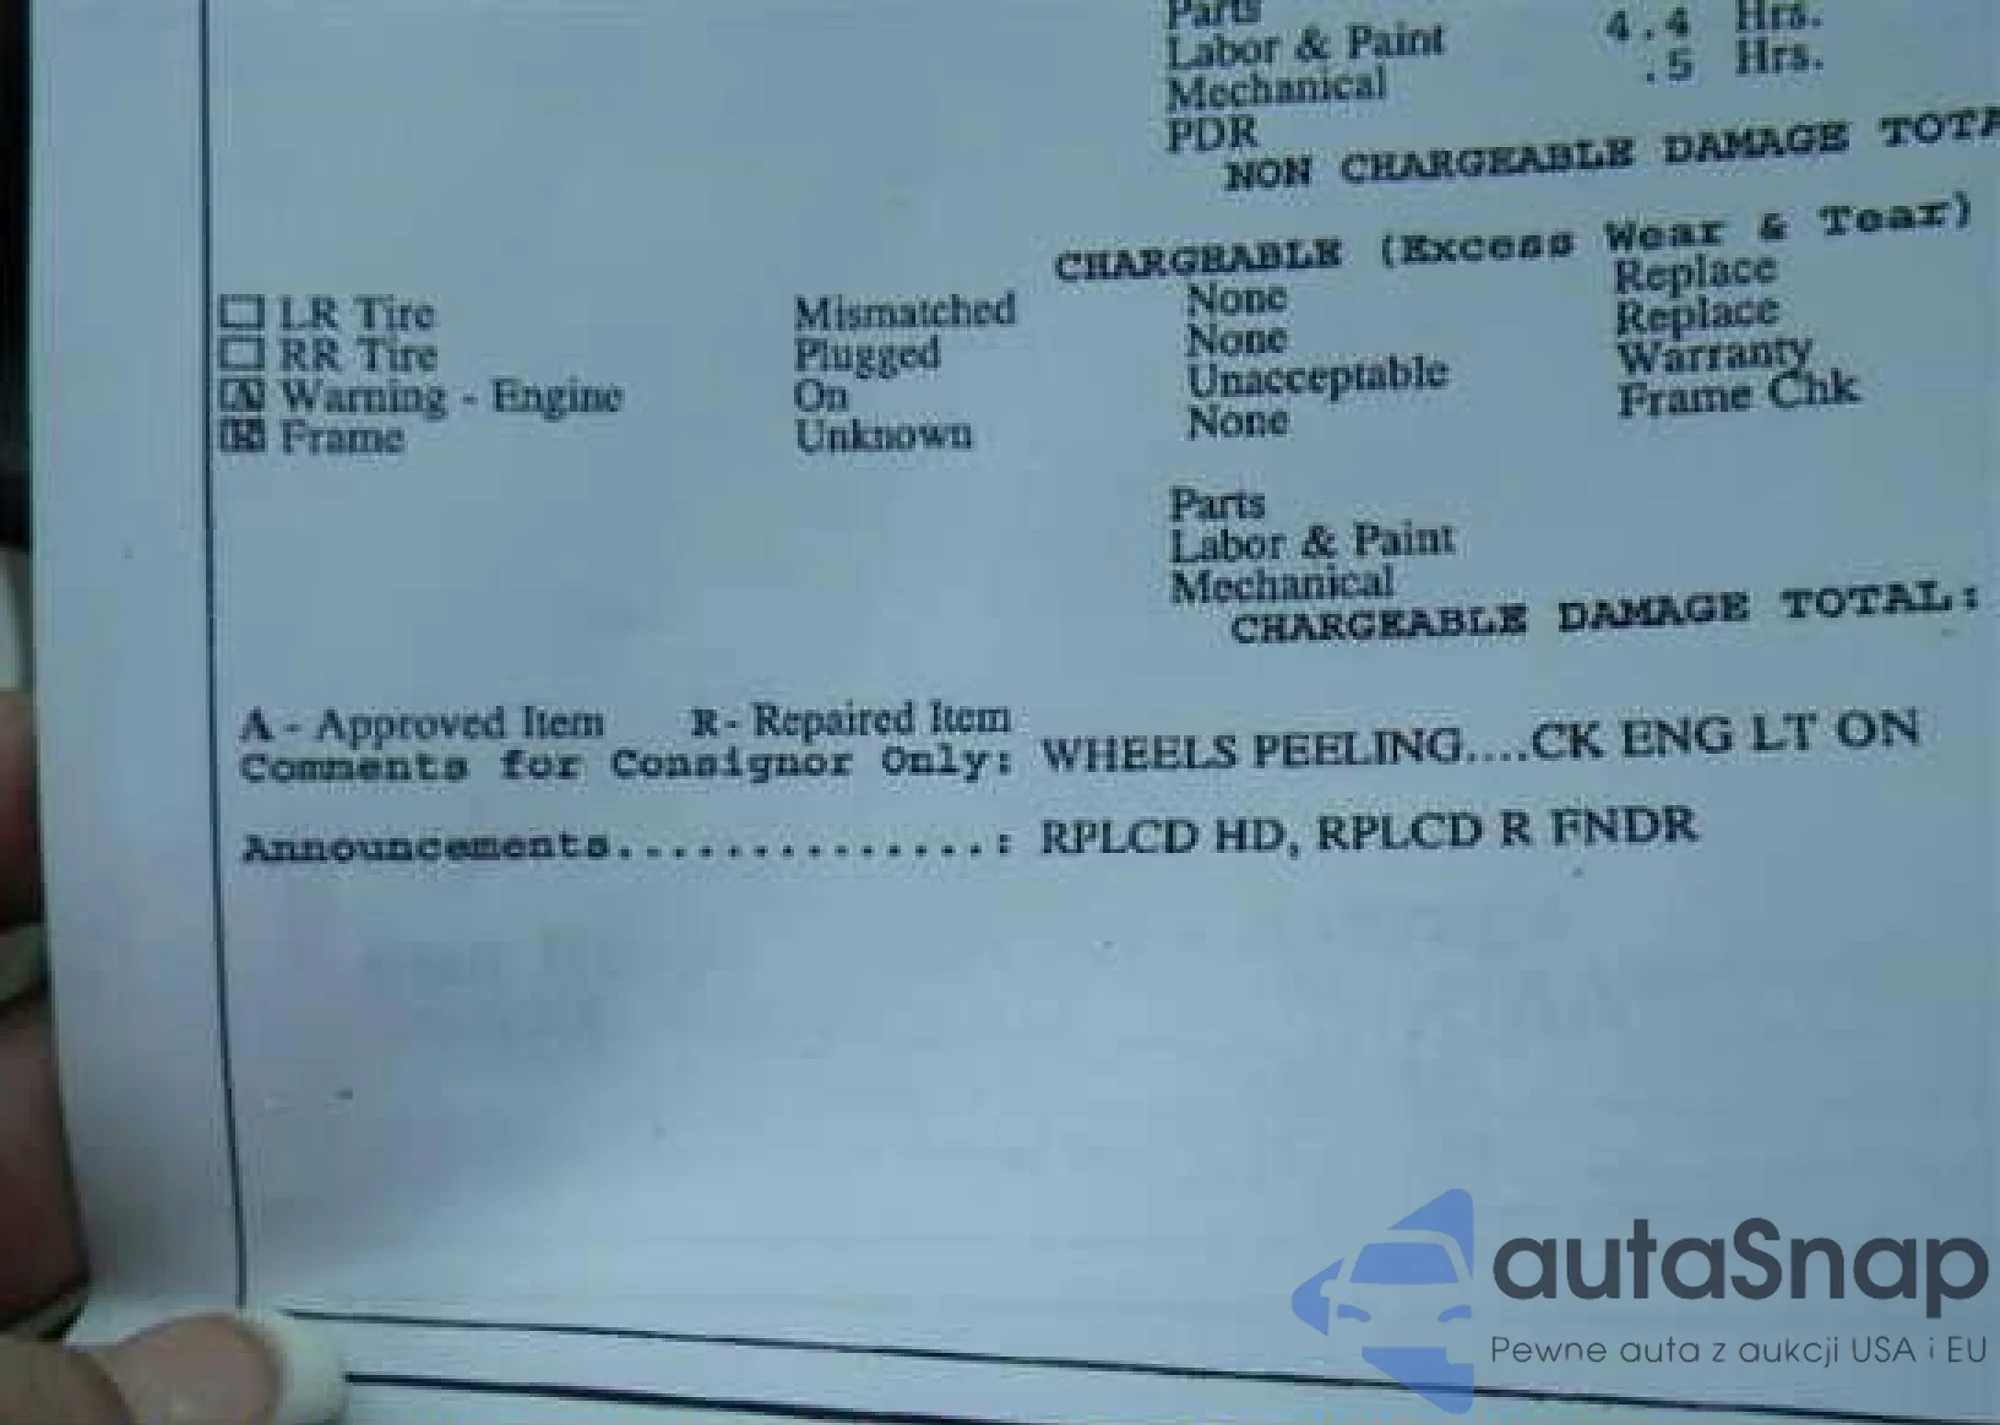 Parts
Labor & Paint 4.4 Hrs.
Mechanical .5 Hrs.
PDR
NON CHARGEABLE DAMAGE
CHARGEABLE (Excess Wear & Tear)
LR Tire Mismatched None Replace
RR Tire Plugged None Replace
A Warning - Engine On Unacceptable Warranty
R Frame Unknown None Frame Chk
Parts
Labor & Paint
Mechanical
CHARGEABLE DAMAGE TOTAL:
A - Approved Item R - Repaired Item
Comments for Consignor Only: WHEELS PEELING....CK ENG LT ON
Announcements..............: RPLCD HD, RPLCD R FNDR
autaSnap
Pewne auta z aukcji USA i EU